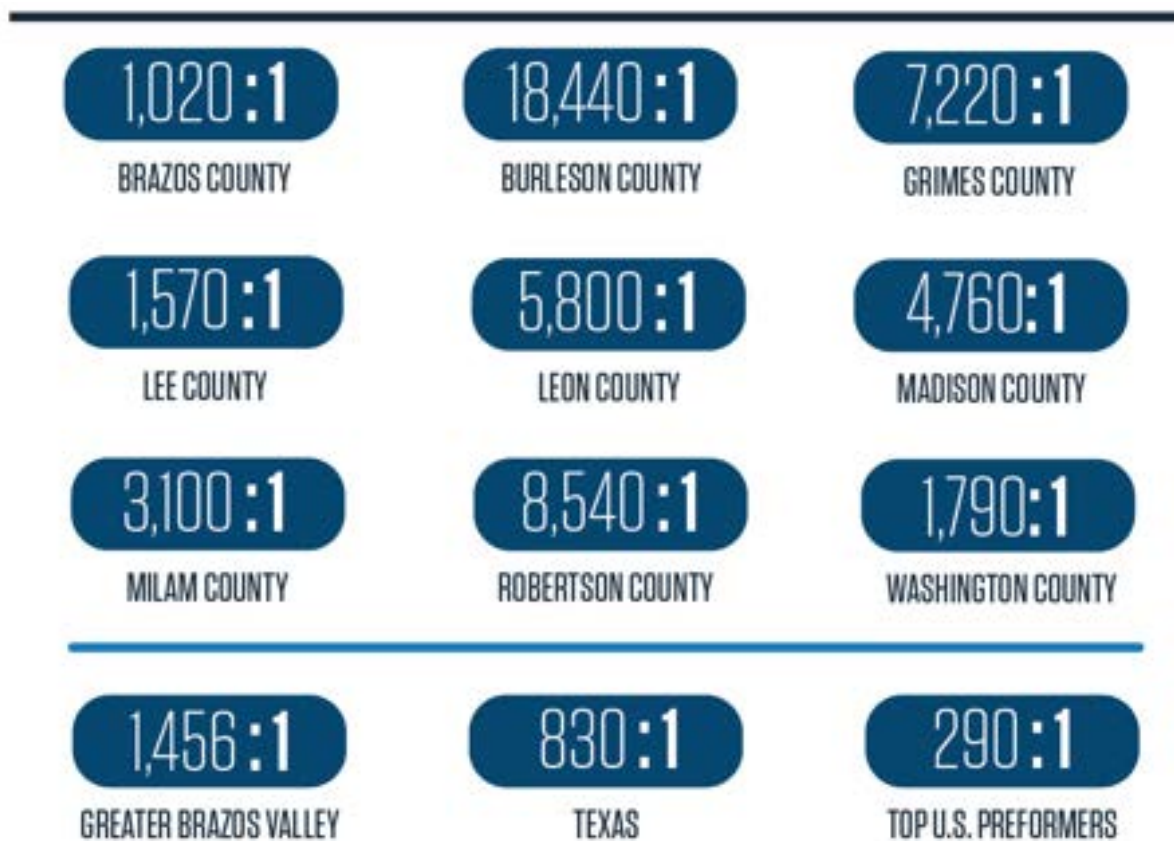 1,020:1
BRAZOS COUNTY
18,440:1
BURLESON COUNTY
7,220:1
GRIMES COUNTY
1,570:1
LEE COUNTY
5,800:1
LEON COUNTY
4,760:1
MADISON COUNTY
3,100:1
MILAM COUNTY
8,540:1
ROBERTSON COUNTY
1,790:1
WASHINGTON COUNTY
1,456:1
GREATER BRAZOS VALLEY
830:1
TEXAS
290:1
TOP U.S. PREFORMERS